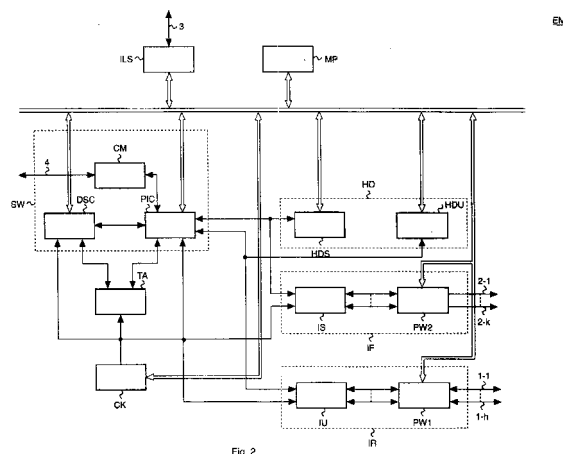 3
ILS
MP
CM
HD
4
SW
DSC
PIC
HDU
HDS
TA
2-1
IS
PW2
2-k
IF
CK
1-1
IU
PW1
1-h
IR
Fig. 2